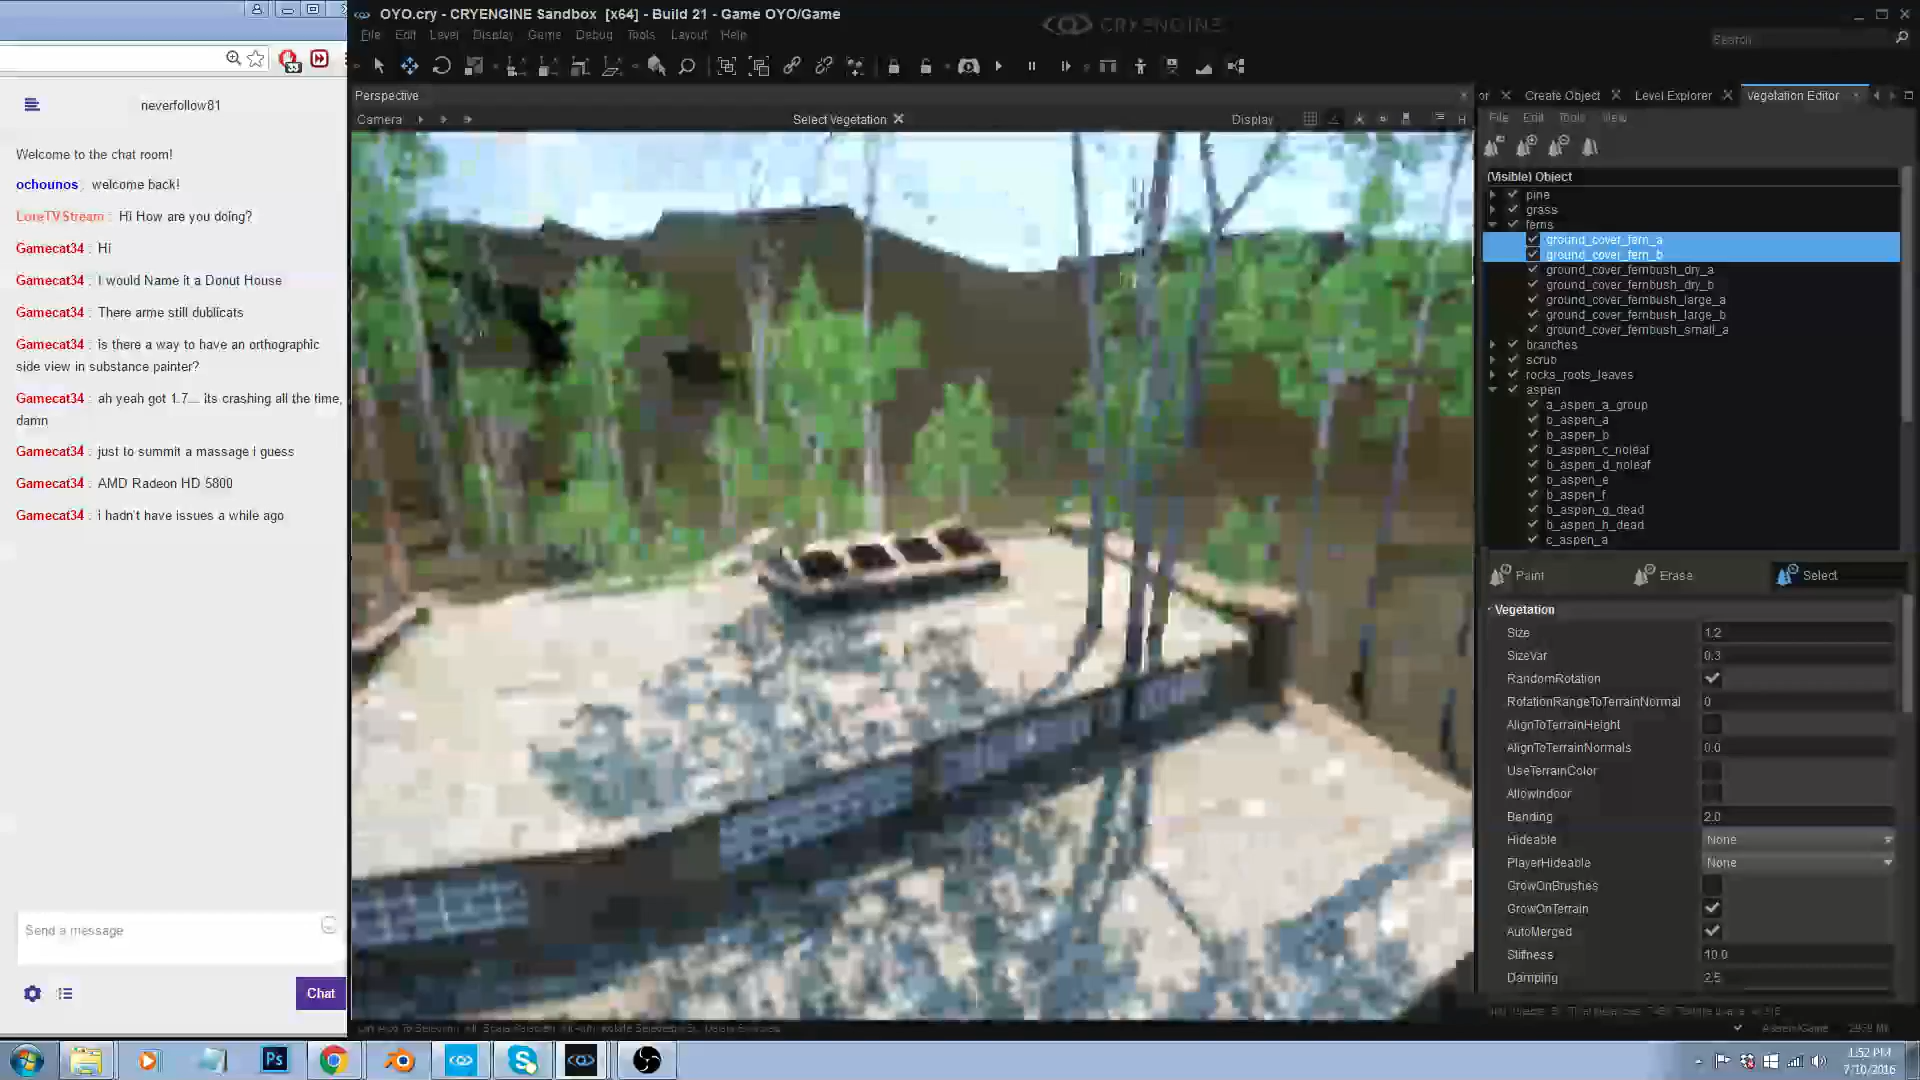 OYO.cry - CRYENGINE Sandbox [x64] - Build 21 - Game OYO/Game
CRYENGINE
File Edit Level Display Game Debug Tools Layout Help
Search
neverfollow81
Welcome to the chat room!
ochounos : welcome back!
LoreTVStream : Hi How are you doing?
Gamecat34 : Hi
Gamecat34 : I would Name it a Donut House
Gamecat34 : There arme still dublicats
Gamecat34 : is there a way to have an orthographic
side view in substance painter?
Gamecat34 : ah yeah got 1.7.... its crashing all the time,
damn
Gamecat34 : just to summit a massage i guess
Gamecat34 : AMD Radeon HD 5800
Gamecat34 : i hadn't have issues a while ago
Send a message
Chat
Perspective
Camera
Select Vegetation
Display
or Create Object Level Explorer Vegetation Editor
File Edit Tools View
(Visible) Object
pine
grass
ferns
ground_cover_fern_a
ground_cover_fern_b
ground_cover_fernbush_dry_a
ground_cover_fernbush_dry_b
ground_cover_fernbush_large_a
ground_cover_fernbush_large_b
ground_cover_fernbush_small_a
branches
scrub
rocks_roots_leaves
aspen
a_aspen_a_group
b_aspen_a
b_aspen_b
b_aspen_c_noleaf
b_aspen_d_noleaf
b_aspen_e
b_aspen_f
b_aspen_g_dead
b_aspen_h_dead
c_aspen_a
Paint Erase Select
Vegetation
Size 1.2
SizeVar 0.3
RandomRotation
RotationRangeToTerrainNormal 0
AlignToTerrainHeight
AlignToTerrainNormals 0.0
UseTerrainColor
AllowIndoor
Bending 2.0
Hideable None
PlayerHideable None
GrowOnBrushes
GrowOnTerrain
AutoMerged
Stiffness 10.0
Damping 2.5
Ps
1:52 PM
7/10/2016